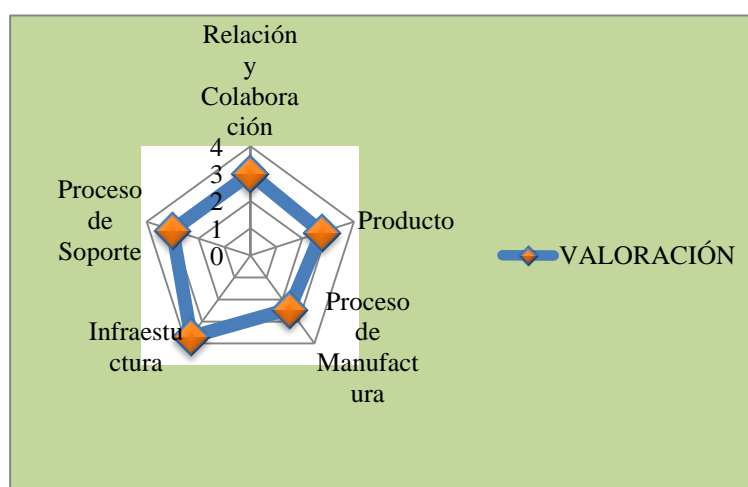 Relación
y
Colabora
ción
4
3
2
1
0
Producto
Proceso
de
Manufact
ura
Infraestu
ctura
Proceso
de
Soporte
VALORACIÓN